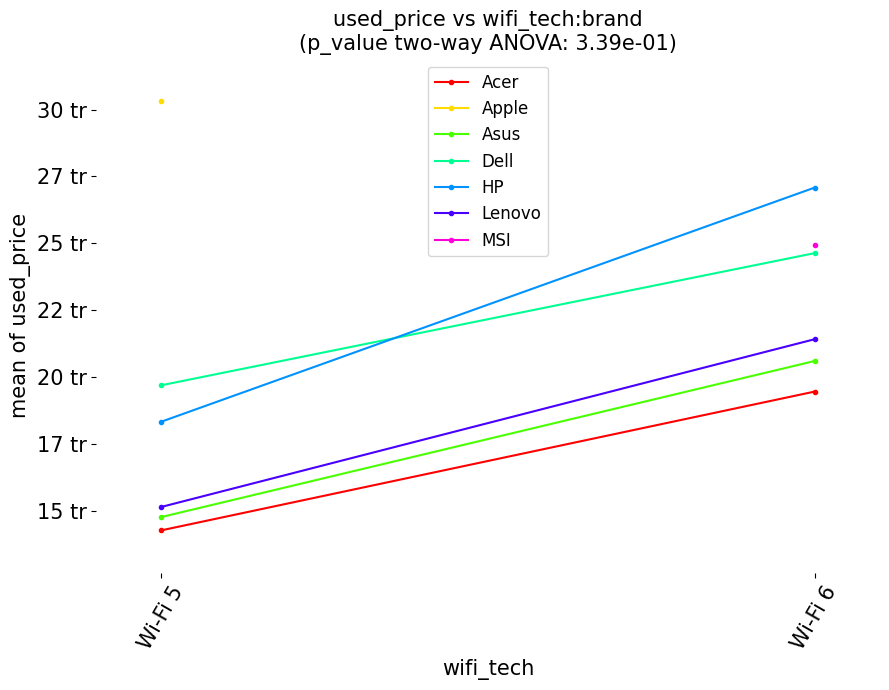 used_price vs wifi_tech:brand
(p_value two-way ANOVA: 3.39e-01)
Acer
Apple
Asus
Dell
HP
Lenovo
MSI
30 tr
27 tr
25 tr
22 tr
20 tr
17 tr
15 tr
mean of used_price
Wi-Fi 5
Wi-Fi 6
wifi_tech